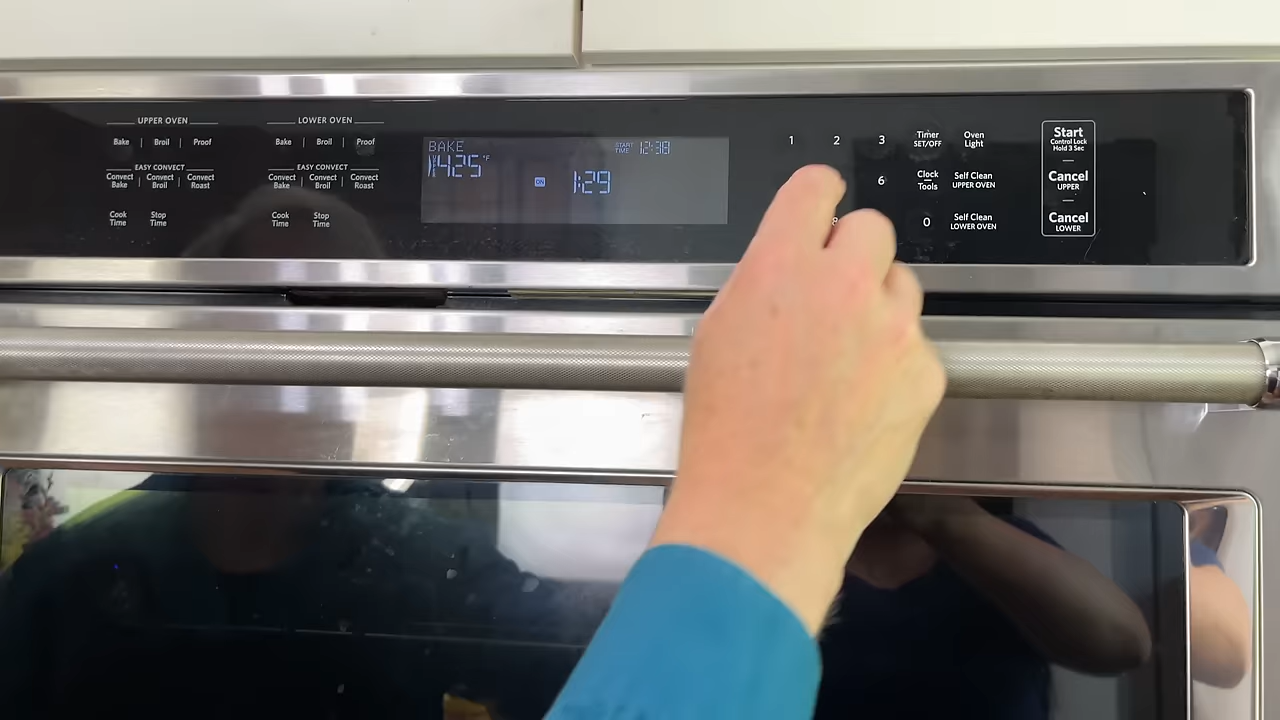 UPPER OVEN
Bake | Broil | Proof
EASY CONVECT
Convect Bake | Convect Broil | Convect Roast
Cook Time
Stop Time
LOWER OVEN
Bake | Broil | Proof
EASY CONVECT
Convect Bake | Convect Broil | Convect Roast
Cook Time
Stop Time
BAKE
425°F
START TIME 12:38
ON
1:29
1
2
3
6
8
0
Timer
SET/OFF
Oven
Light
Clock
Tools
Self Clean
UPPER OVEN
Self Clean
LOWER OVEN
Start
Control Lock
Hold 3 Sec
Cancel
UPPER
Cancel
LOWER